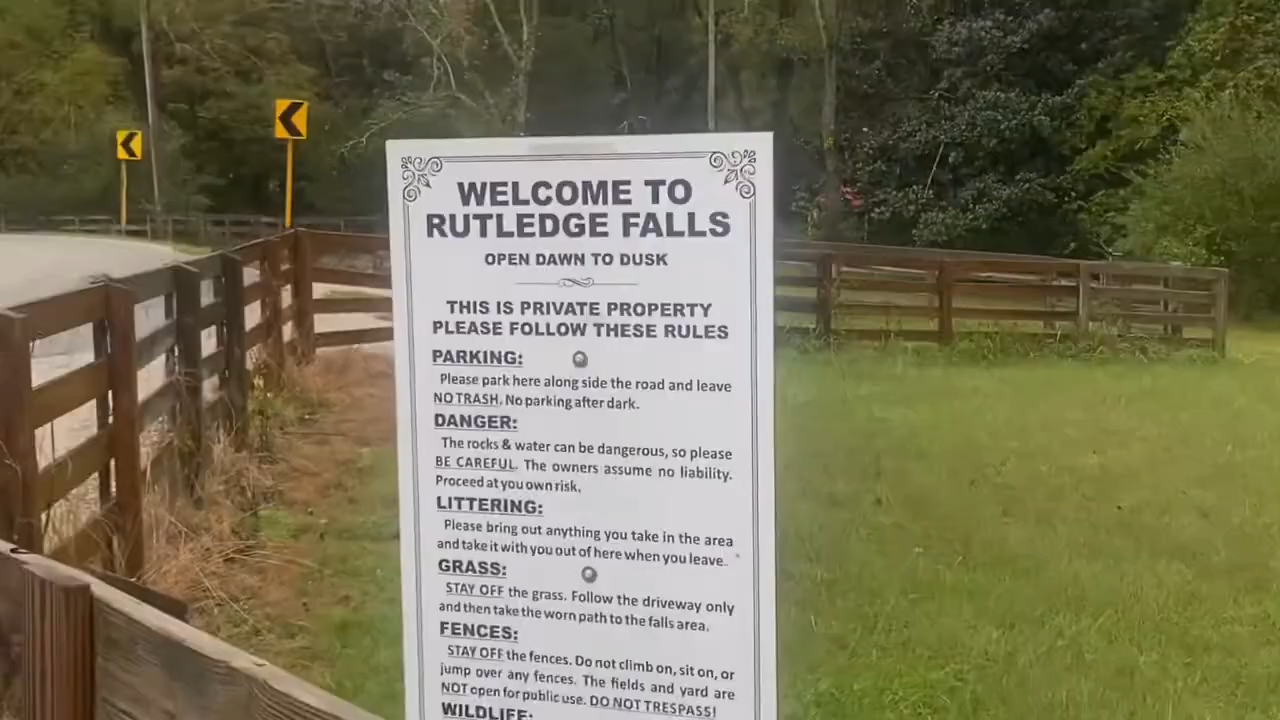 WELCOME TO
RUTLEDGE FALLS
OPEN DAWN TO DUSK
THIS IS PRIVATE PROPERTY
PLEASE FOLLOW THESE RULES
PARKING:
Please park here along side the road and leave
NO TRASH. No parking after dark.
DANGER:
The rocks & water can be dangerous, so please
BE CAREFUL. The owners assume no liability.
Proceed at you own risk.
LITTERING:
Please bring out anything you take in the area
and take it with you out of here when you leave.
GRASS:
STAY OFF the grass. Follow the driveway only
and then take the worn path to the falls area.
FENCES:
STAY OFF the fences. Do not climb on, sit on, or
jump over any fences. The fields and yard are
NOT open for public use. DO NOT TRESPASS!
WILDLIFE: